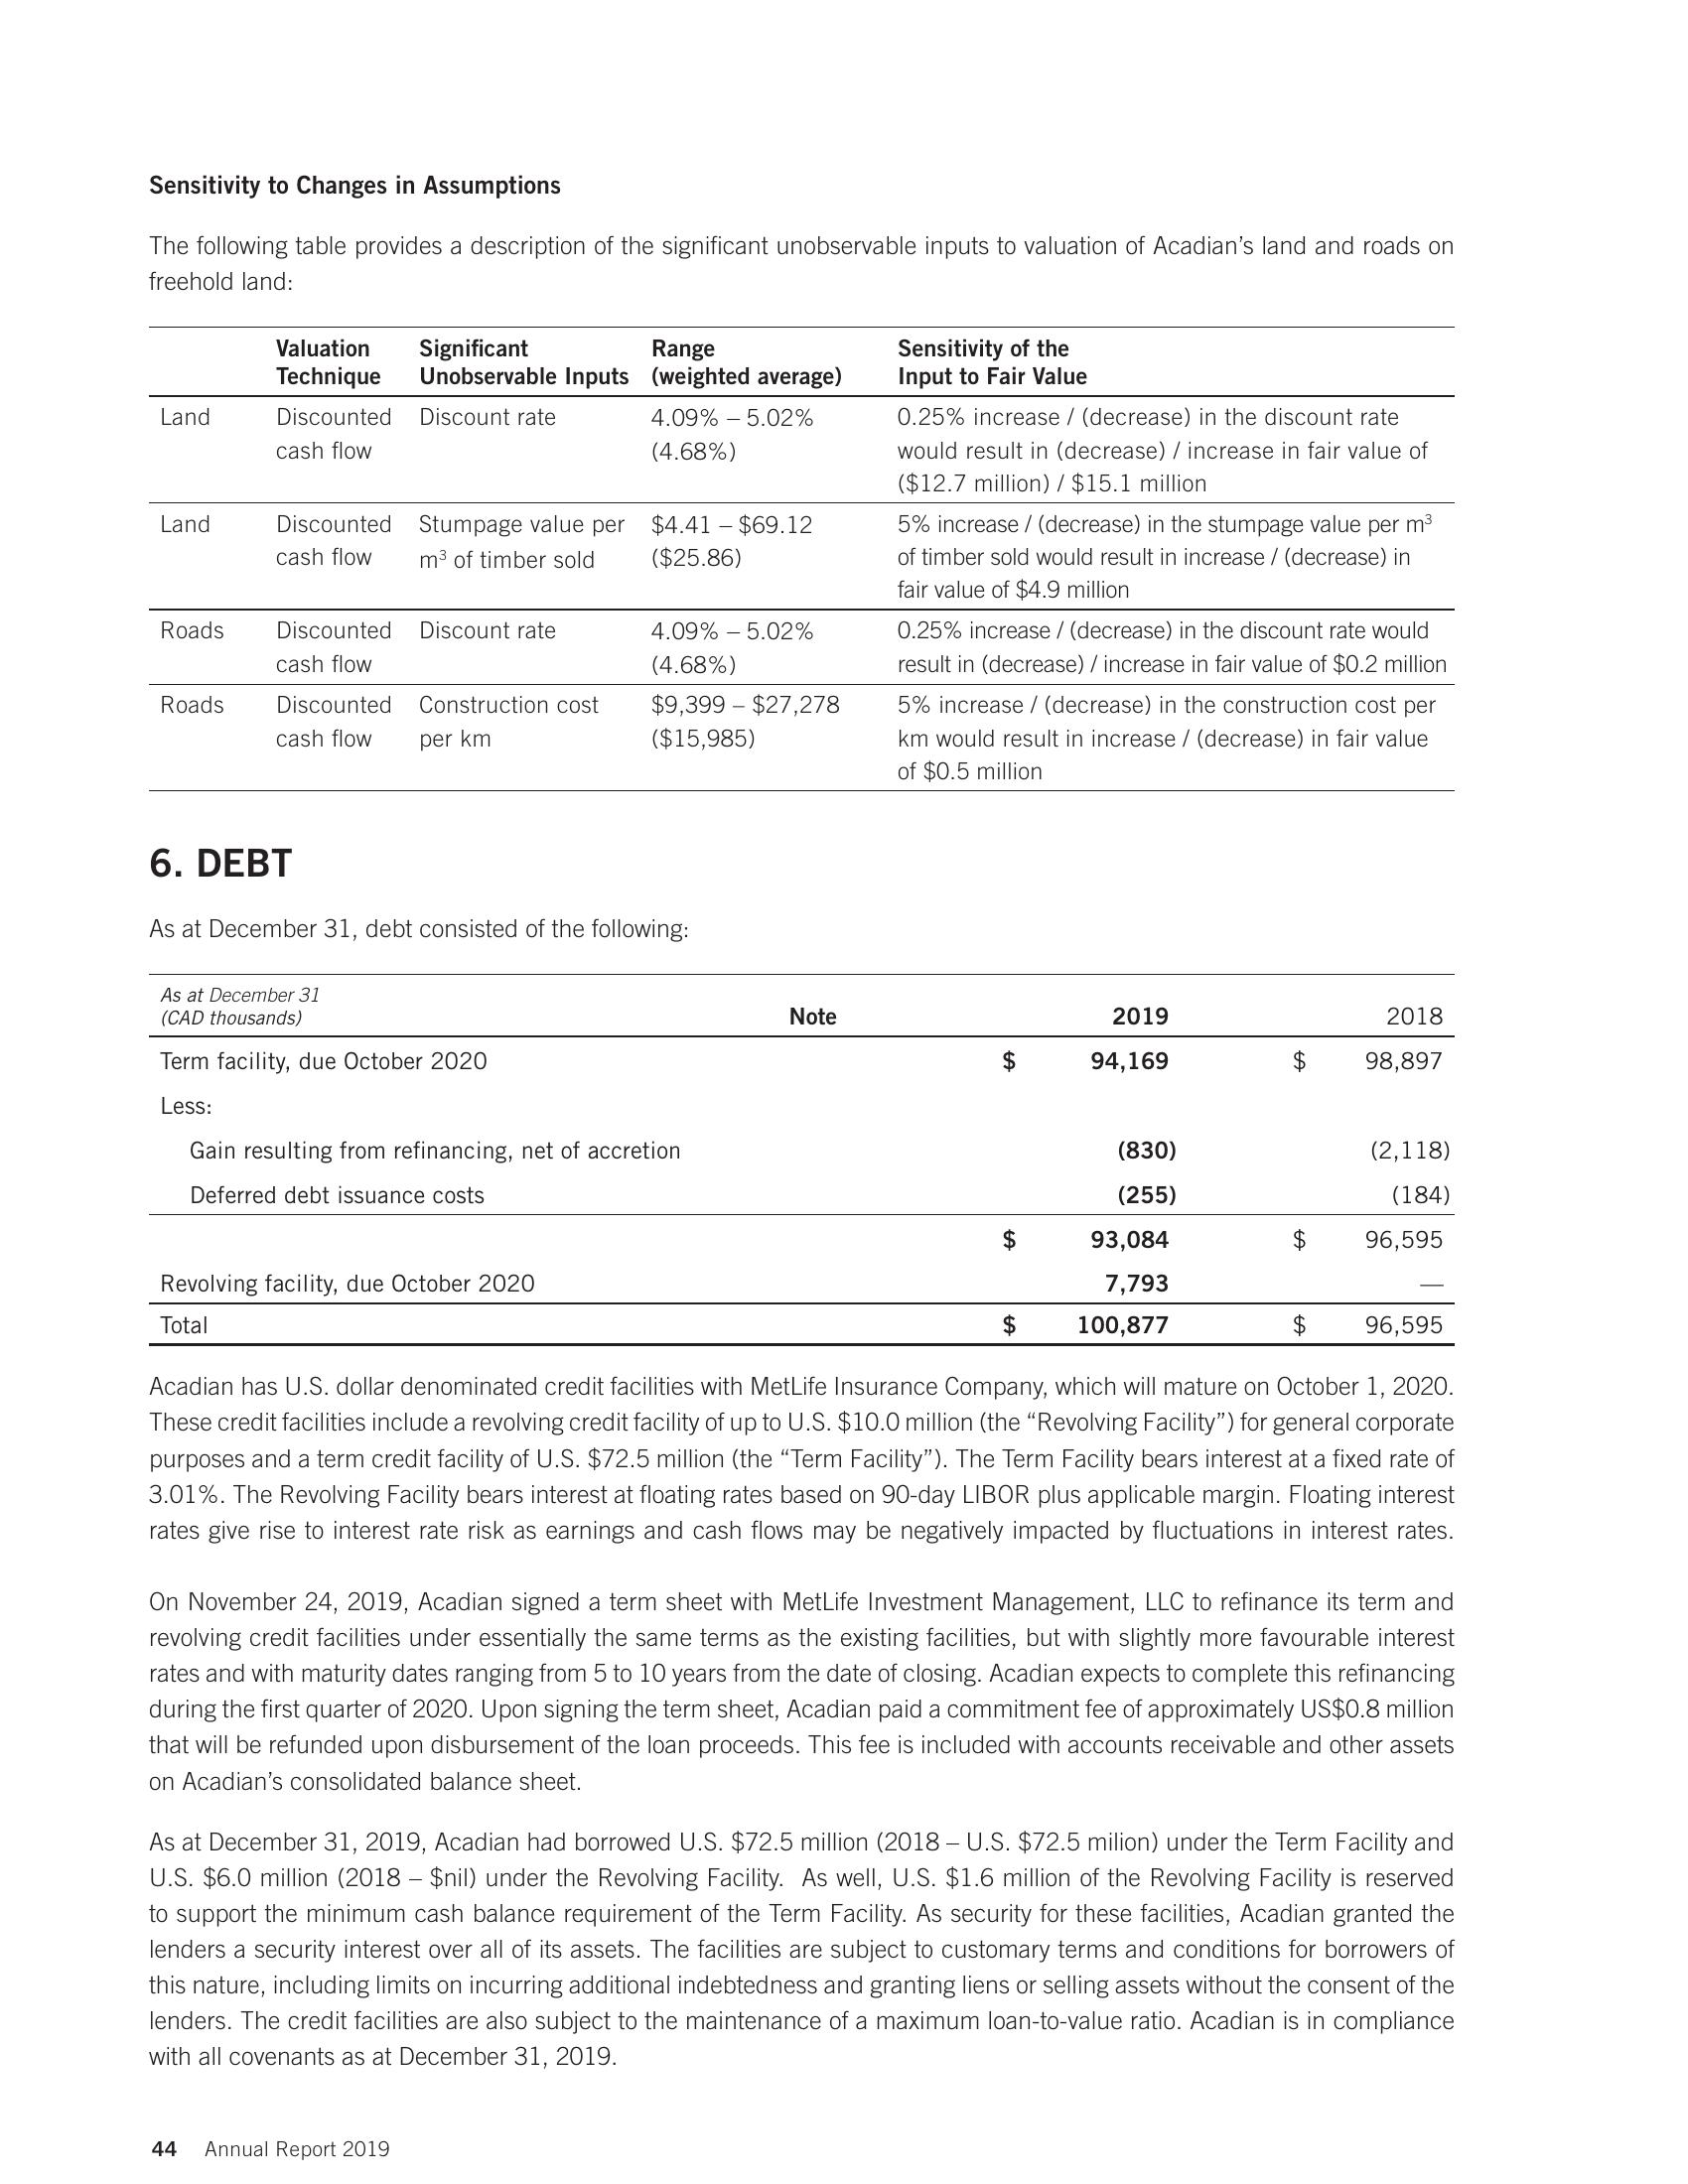 Sensitivity to Changes in Assumptions
The following table provides a description of the significant unobservable inputs to valuation of Acadian’s land and roads on
freehold land:
Valuation Technique Significant Unobservable Inputs Range (weighted average) Sensitivity of the Input to Fair Value
Land Discounted cash flow Discount rate 4.09% – 5.02% (4.68%) 0.25% increase / (decrease) in the discount rate would result in (decrease) / increase in fair value of ($12.7 million) / $15.1 million
Land Discounted cash flow Stumpage value per m³ of timber sold $4.41 – $69.12 ($25.86) 5% increase / (decrease) in the stumpage value per m³ of timber sold would result in increase / (decrease) in fair value of $4.9 million
Roads Discounted cash flow Discount rate 4.09% – 5.02% (4.68%) 0.25% increase / (decrease) in the discount rate would result in (decrease) / increase in fair value of $0.2 million
Roads Discounted cash flow Construction cost per km $9,399 – $27,278 ($15,985) 5% increase / (decrease) in the construction cost per km would result in increase / (decrease) in fair value of $0.5 million
6. DEBT
As at December 31, debt consisted of the following:
As at December 31
(CAD thousands) Note 2019 2018
Term facility, due October 2020 $ 94,169 $ 98,897
Less:
Gain resulting from refinancing, net of accretion (830) (2,118)
Deferred debt issuance costs (255) (184)
$ 93,084 $ 96,595
Revolving facility, due October 2020 7,793 —
Total $ 100,877 $ 96,595
Acadian has U.S. dollar denominated credit facilities with MetLife Insurance Company, which will mature on October 1, 2020.
These credit facilities include a revolving credit facility of up to U.S. $10.0 million (the “Revolving Facility”) for general corporate
purposes and a term credit facility of U.S. $72.5 million (the “Term Facility”). The Term Facility bears interest at a fixed rate of
3.01%. The Revolving Facility bears interest at floating rates based on 90-day LIBOR plus applicable margin. Floating interest
rates give rise to interest rate risk as earnings and cash flows may be negatively impacted by fluctuations in interest rates.
On November 24, 2019, Acadian signed a term sheet with MetLife Investment Management, LLC to refinance its term and
revolving credit facilities under essentially the same terms as the existing facilities, but with slightly more favourable interest
rates and with maturity dates ranging from 5 to 10 years from the date of closing. Acadian expects to complete this refinancing
during the first quarter of 2020. Upon signing the term sheet, Acadian paid a commitment fee of approximately US$0.8 million
that will be refunded upon disbursement of the loan proceeds. This fee is included with accounts receivable and other assets
on Acadian’s consolidated balance sheet.
As at December 31, 2019, Acadian had borrowed U.S. $72.5 million (2018 – U.S. $72.5 milion) under the Term Facility and
U.S. $6.0 million (2018 – $nil) under the Revolving Facility. As well, U.S. $1.6 million of the Revolving Facility is reserved
to support the minimum cash balance requirement of the Term Facility. As security for these facilities, Acadian granted the
lenders a security interest over all of its assets. The facilities are subject to customary terms and conditions for borrowers of
this nature, including limits on incurring additional indebtedness and granting liens or selling assets without the consent of the
lenders. The credit facilities are also subject to the maintenance of a maximum loan-to-value ratio. Acadian is in compliance
with all covenants as at December 31, 2019.
44 Annual Report 2019